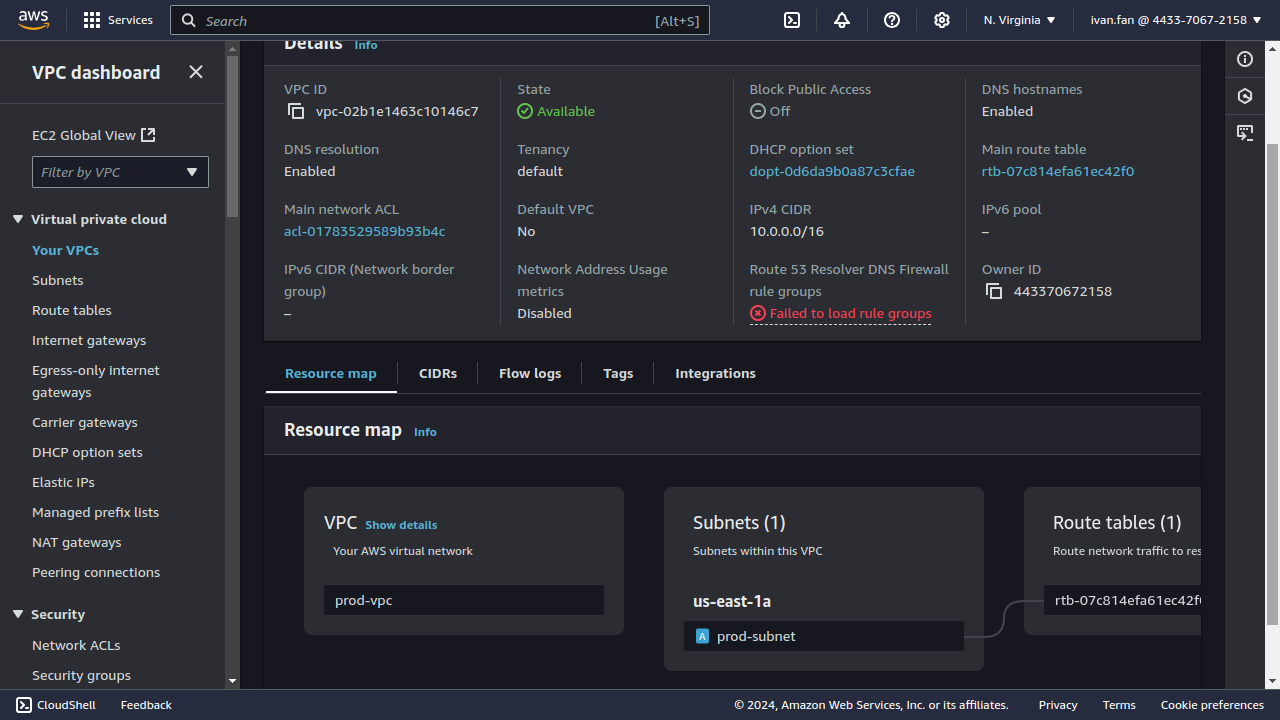 aws
Services
Search
[Alt+S]
N. Virginia
ivan.fan @ 4433-7067-2158
VPC dashboard
EC2 Global View
Filter by VPC
Virtual private cloud
Your VPCs
Subnets
Route tables
Internet gateways
Egress-only internet
gateways
Carrier gateways
DHCP option sets
Elastic IPs
Managed prefix lists
NAT gateways
Peering connections
Security
Network ACLs
Security groups
Details Info
VPC ID
vpc-02b1e1463c10146c7
State
Available
Block Public Access
Off
DNS hostnames
Enabled
DNS resolution
Enabled
Tenancy
default
DHCP option set
dopt-0d6da9b0a87c3cfae
Main route table
rtb-07c814efa61ec42f0
Main network ACL
acl-01783529589b93b4c
Default VPC
No
IPv4 CIDR
10.0.0.0/16
IPv6 pool
–
IPv6 CIDR (Network border
group)
–
Network Address Usage
metrics
Disabled
Route 53 Resolver DNS Firewall
rule groups
Failed to load rule groups
Owner ID
443370672158
Resource map
CIDRs
Flow logs
Tags
Integrations
Resource map Info
VPC Show details
Your AWS virtual network
prod-vpc
Subnets (1)
Subnets within this VPC
us-east-1a
A prod-subnet
Route tables (1)
Route network traffic to res
rtb-07c814efa61ec42f
CloudShell
Feedback
© 2024, Amazon Web Services, Inc. or its affiliates.
Privacy
Terms
Cookie preferences